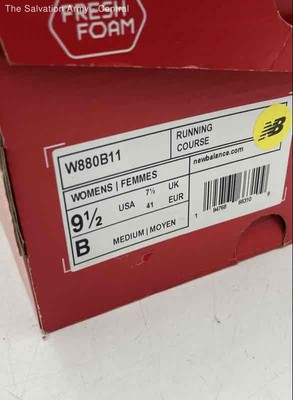 The Salvation Army - Central
FRESH
FOAM
W880B11
RUNNING
COURSE
newbalance.com
WOMENS | FEMMES
9½
USA
7½ UK
41 EUR
B
MEDIUM | MOYEN